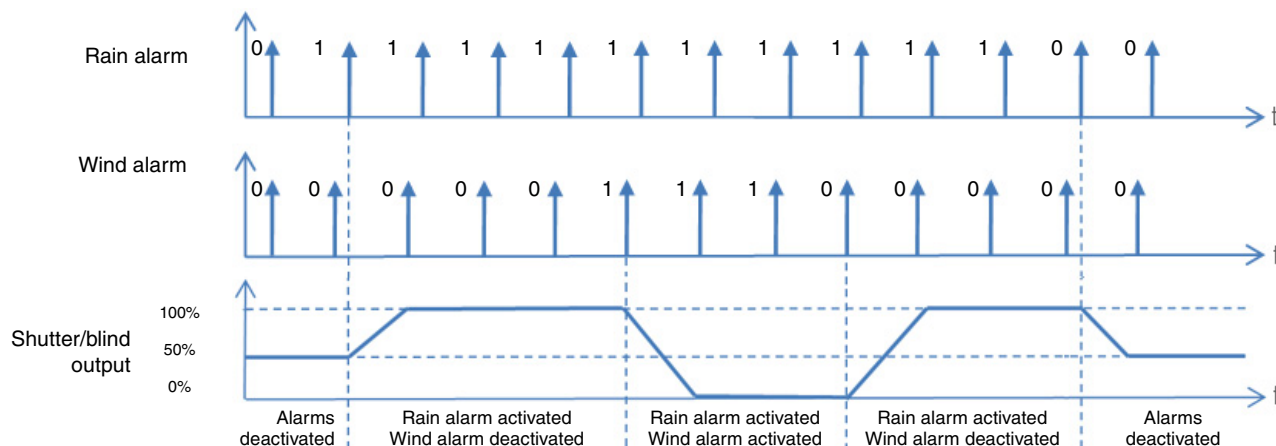 Rain alarm
0 1 1 1 1 1 1 1 1 1 1 0 0
t
Wind alarm
0 0 0 0 0 1 1 1 0 0 0 0 0
t
Shutter/blind
output
100%
50%
0%
t
Alarms
deactivated
Rain alarm activated
Wind alarm deactivated
Rain alarm activated
Wind alarm activated
Rain alarm activated
Wind alarm deactivated
Alarms
deactivated